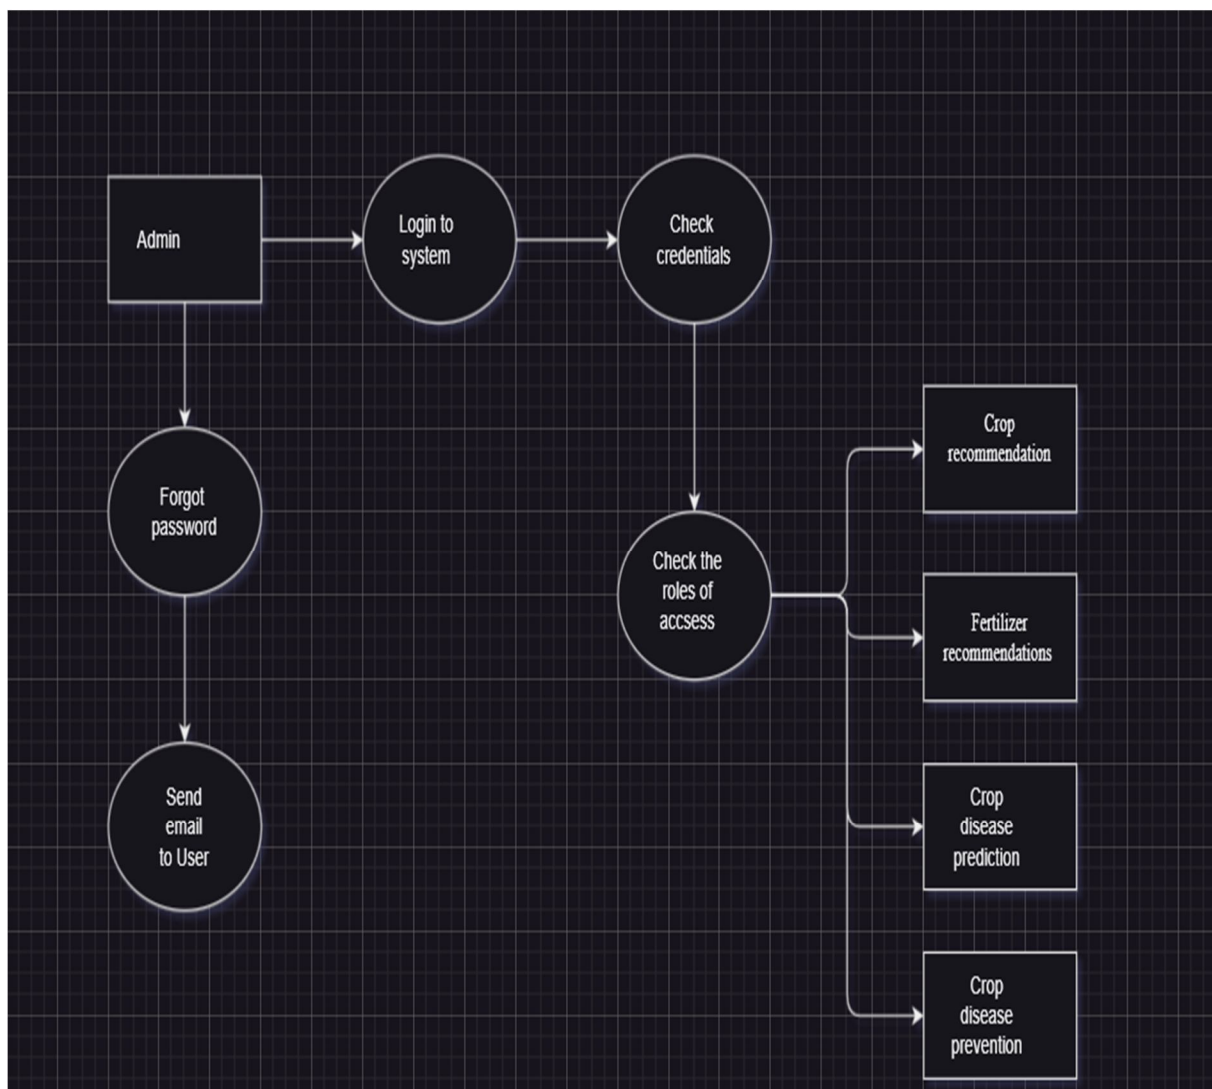 Admin
Login to
system
Check
credentials
Forgot
password
Send
email
to User
Check the
roles of
accsess
Crop
recommendation
Fertilizer
recommendations
Crop
disease
prediction
Crop
disease
prevention